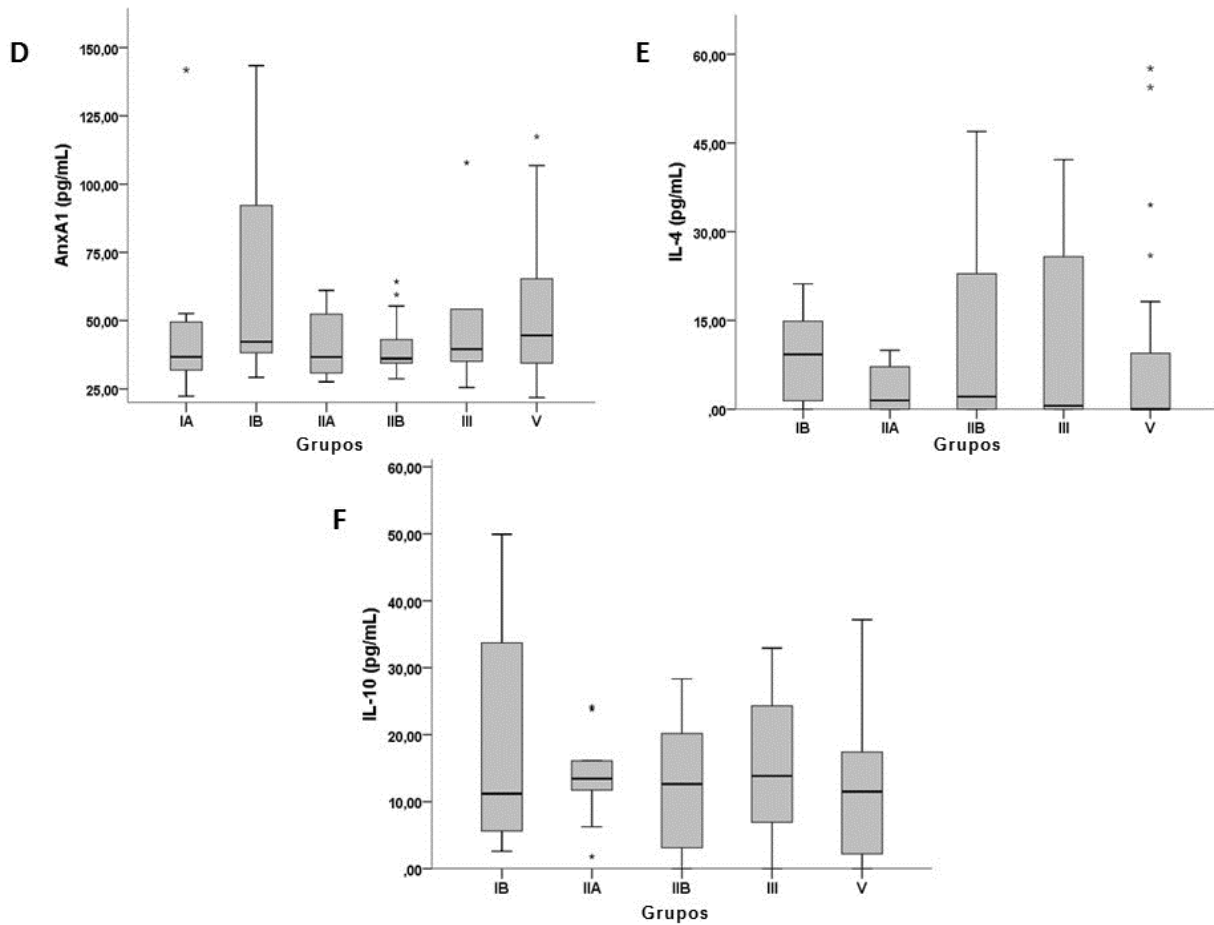 D
AnxA1 (pg/mL)
150,00
125,00
100,00
75,00
50,00
25,00
IA IB IIA IIB III V
Grupos
E
IL-4 (pg/mL)
60,00
45,00
30,00
15,00
,00
IB IIA IIB III V
Grupos
F
IL-10 (pg/mL)
60,00
50,00
40,00
30,00
20,00
10,00
,00
IB IIA IIB III V
Grupos